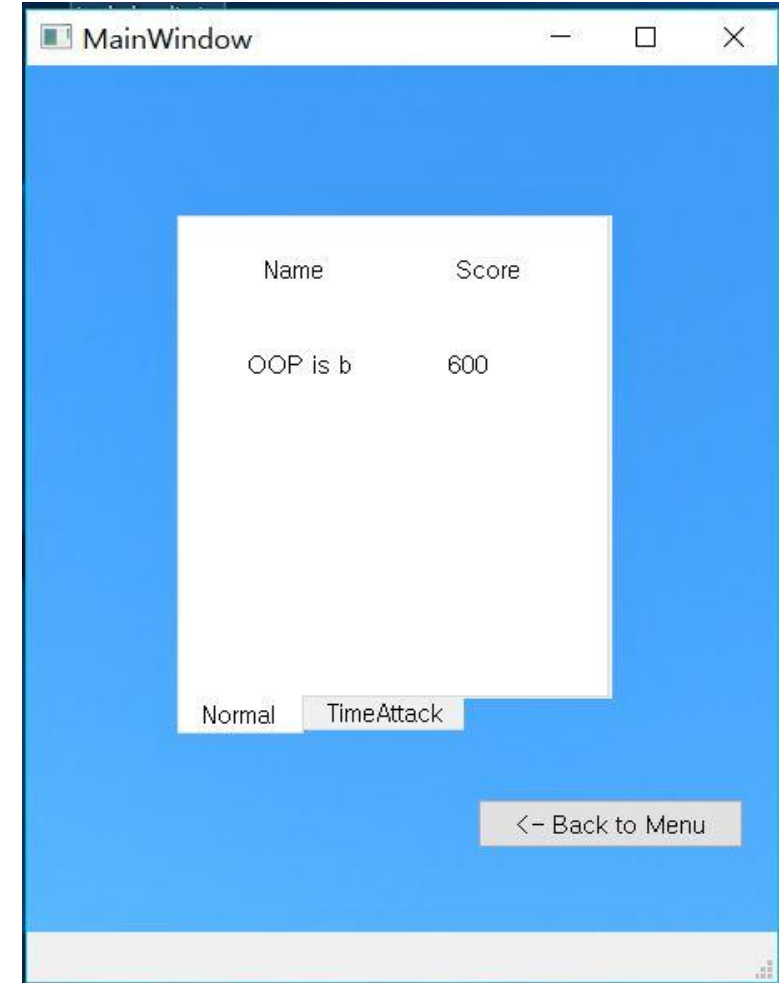 MainWindow
Name Score
OOP is b 600
Normal TimeAttack
<- Back to Menu